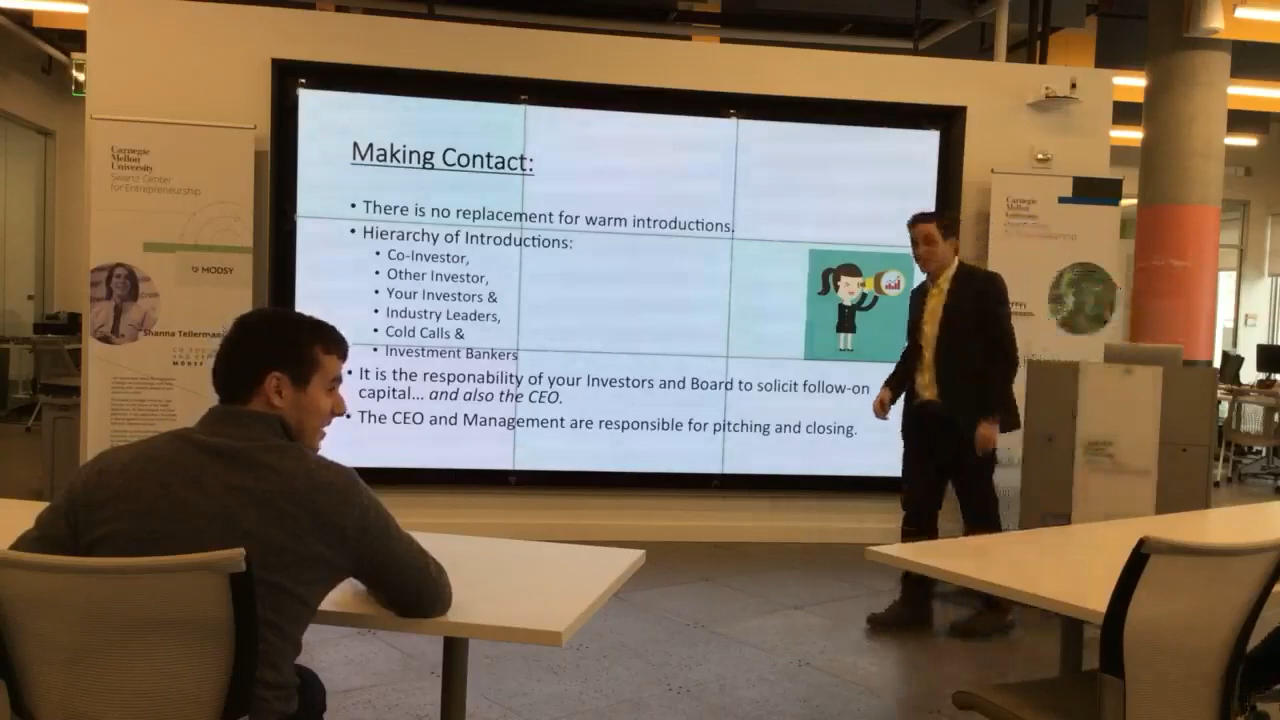 Carnegie
Mellon
University
Swartz Center
for Entrepreneurship
MODSY
Shanna Tellerman
Making Contact:
• There is no replacement for warm introductions.
• Hierarchy of Introductions:
• Co-Investor,
• Other Investor,
• Your Investors &
• Industry Leaders,
• Cold Calls &
• Investment Bankers
• It is the responability of your Investors and Board to solicit follow-on
capital... and also the CEO.
• The CEO and Management are responsible for pitching and closing.
Carnegie
Mellon
University